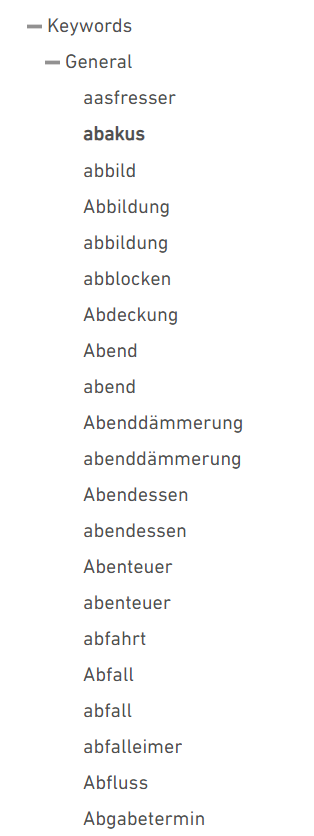 Keywords
General
aasfresser
abakus
abbild
Abbildung
abbildung
abblocken
Abdeckung
Abend
abend
Abenddämmerung
abenddämmerung
Abendessen
abendessen
Abenteuer
abenteuer
abfahrt
Abfall
abfall
abfalleimer
Abfluss
Abgabetermin